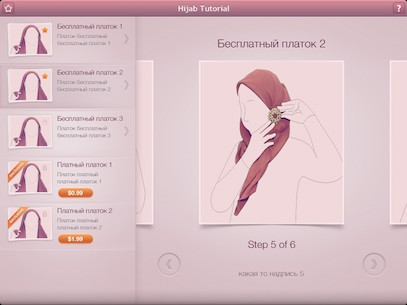 Hijab Tutorial
?
Бесплатный платок 1
Платок бесплатный
бесплатный платок 1
Бесплатный платок 2
Платок бесплатный
бесплатный платок 2
Бесплатный платок 3
Платок бесплатный
бесплатный платок 3
Платный платок 1
Платок платный
платный платок 1
$0.99
Платный платок 2
Платок платный
платный платок 2
$1.99
Бесплатный платок 2
Step 5 of 6
какая то надпись 5